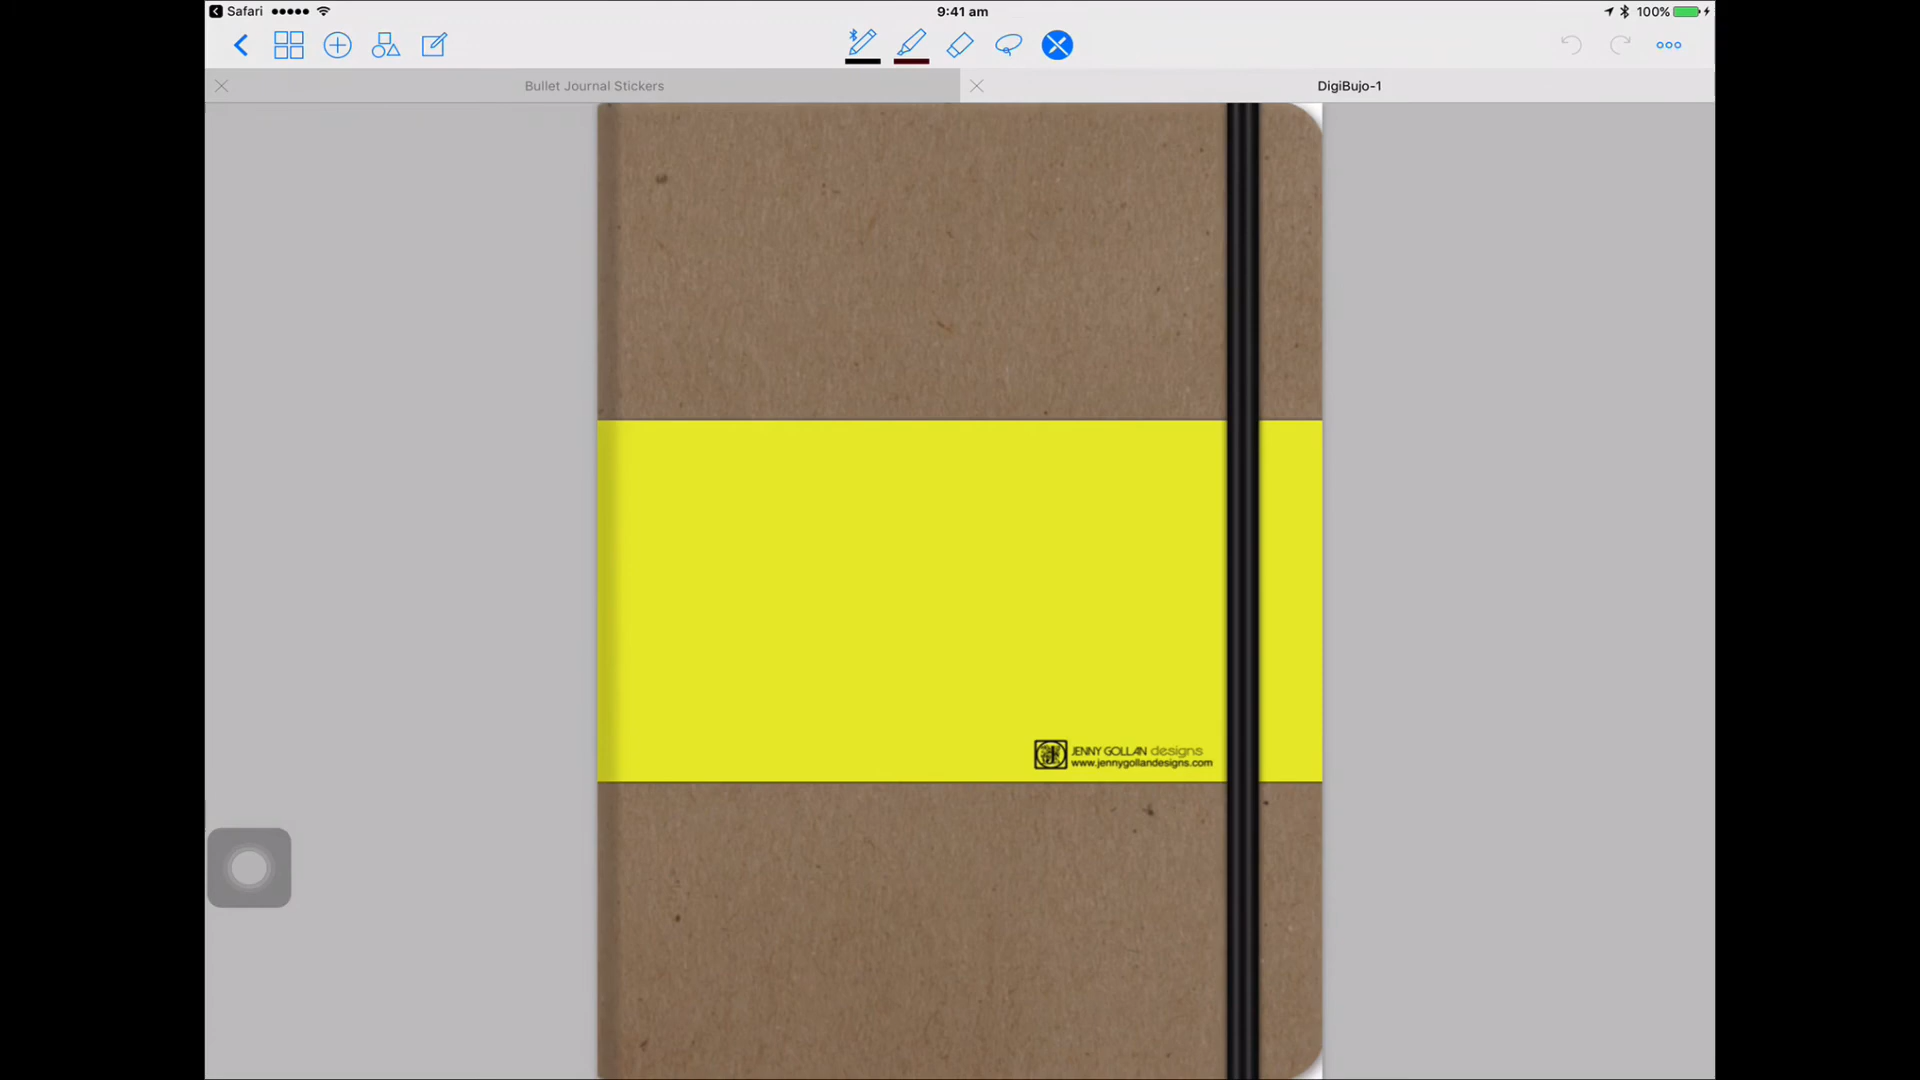 Safari
9:41 am
100%
Bullet Journal Stickers
DigiBujo-1
JENNY GOLLAN designs
www.jennygollandesigns.com